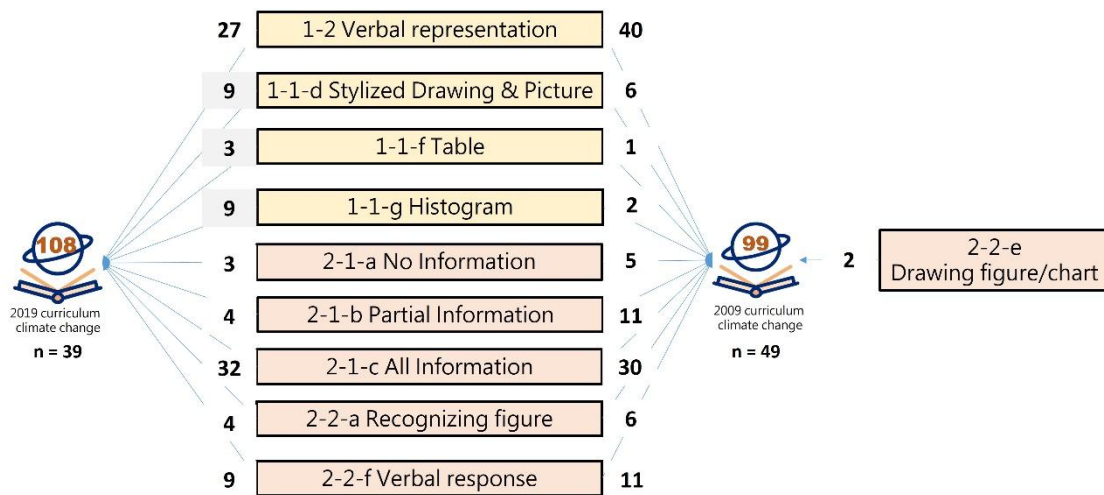 27 1-2 Verbal representation 40
9 1-1-d Stylized Drawing & Picture 6
3 1-1-f Table 1
9 1-1-g Histogram 2
108
2019 curriculum
climate change
n = 39
99
2009 curriculum
climate change
n = 49
2 2-2-e
Drawing figure/chart
3 2-1-a No Information 5
4 2-1-b Partial Information 11
32 2-1-c All Information 30
4 2-2-a Recognizing figure 6
9 2-2-f Verbal response 11